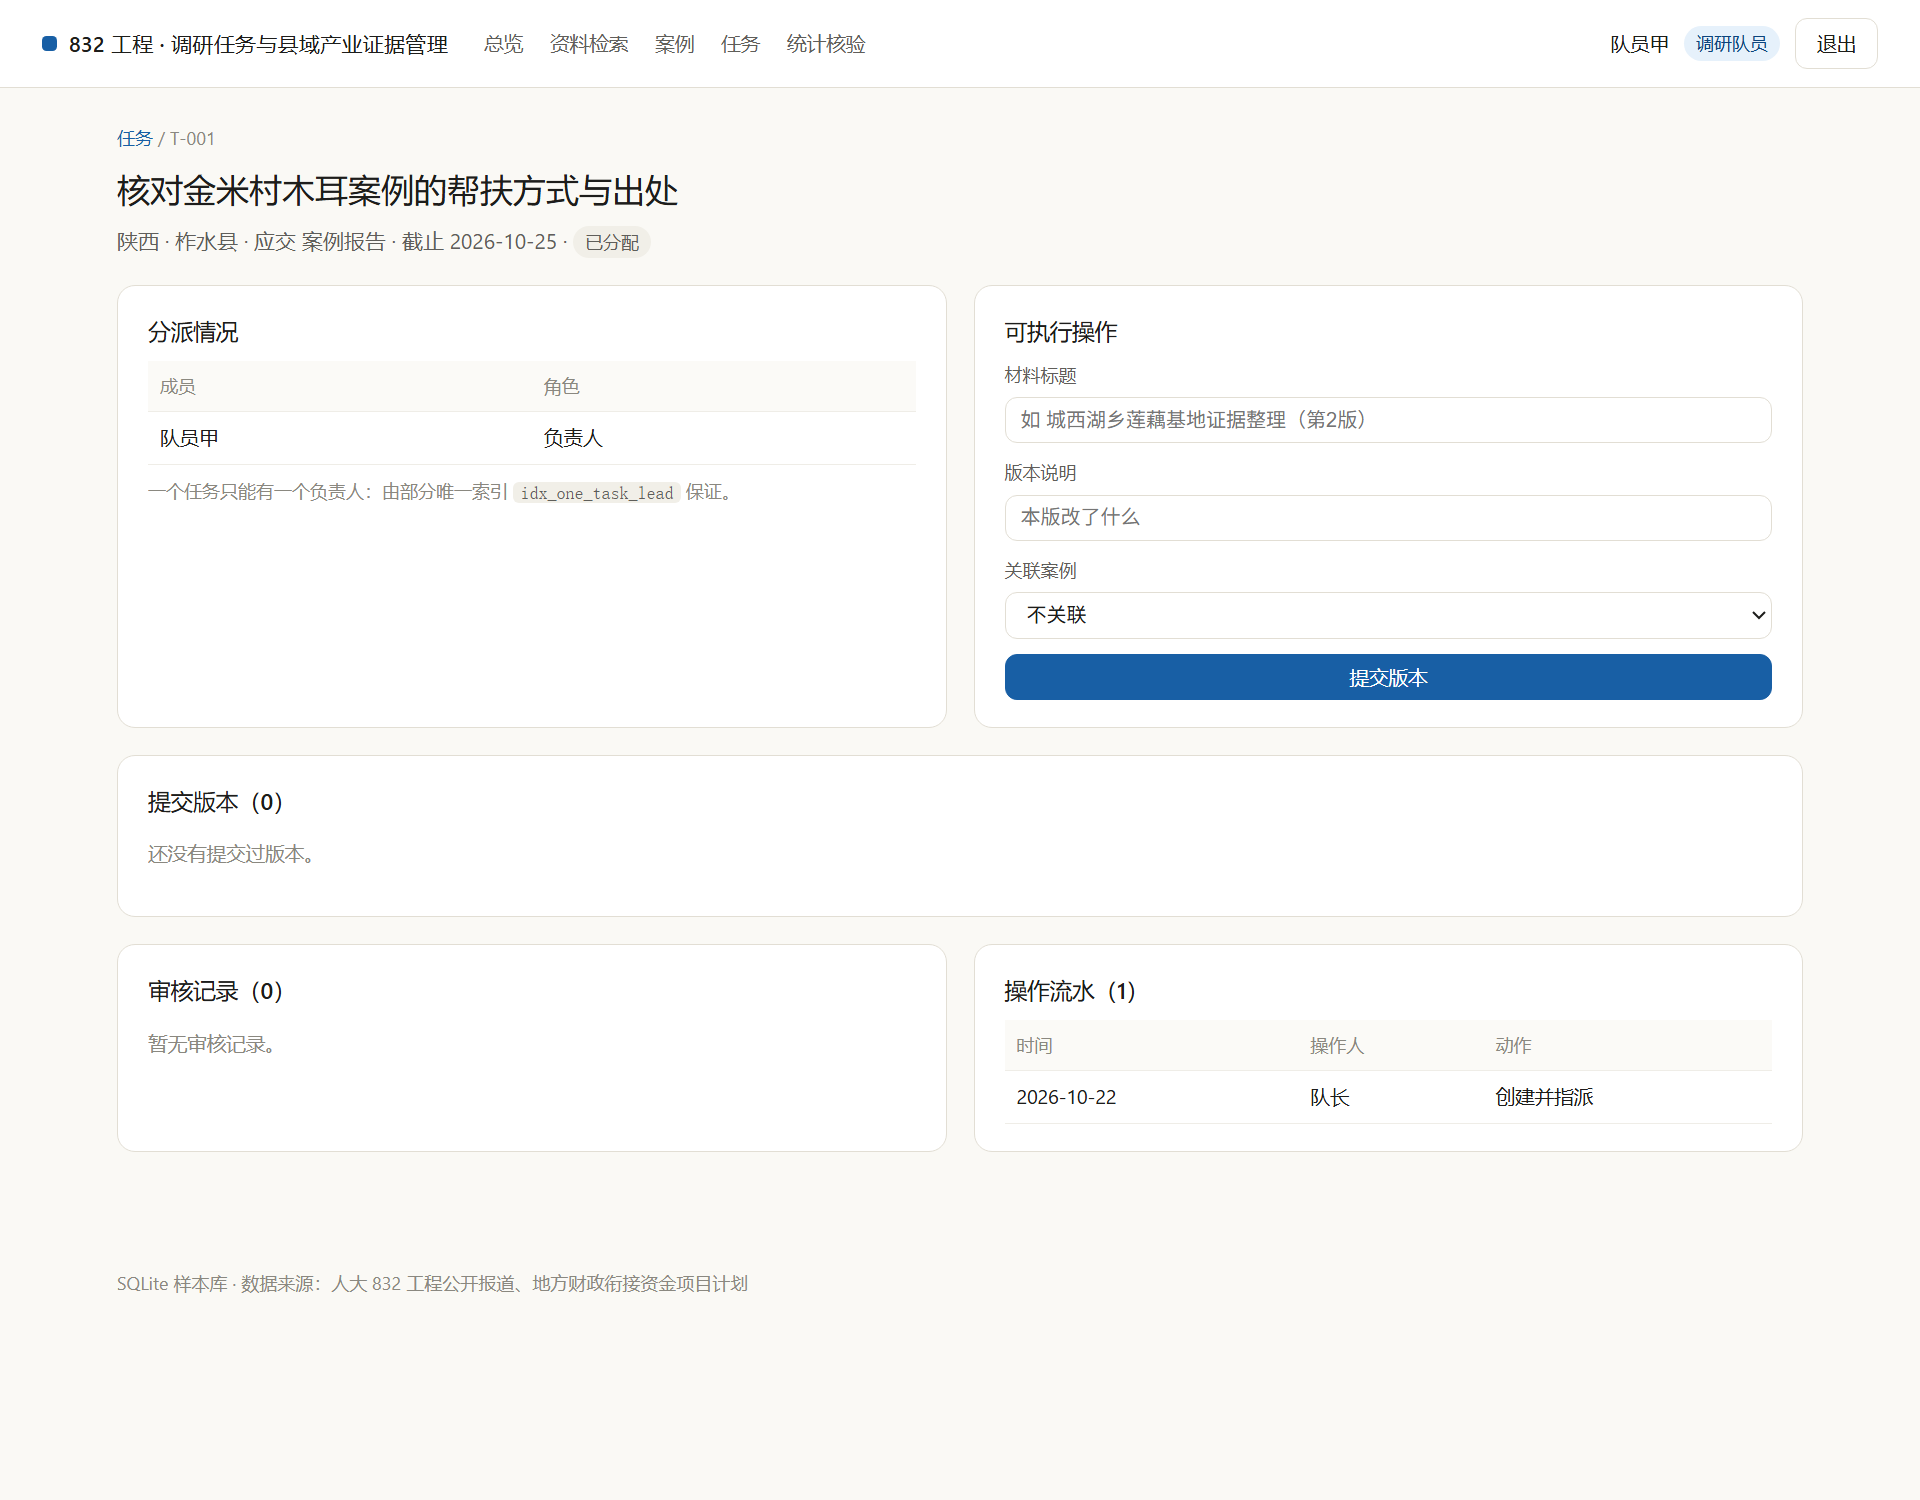 832 工程 · 调研任务与县域产业证据管理 总览 资料检索 案例 任务 统计核验 队员甲 调研队员 退出
任务 / T-001
核对金米村木耳案例的帮扶方式与出处
陕西 · 柞水县 · 应交 案例报告 · 截止 2026-10-25 · 已分配
分派情况
成员 角色
队员甲 负责人
一个任务只能有一个负责人：由部分唯一索引 idx_one_task_lead 保证。
可执行操作
材料标题
如 城西湖乡莲藕基地证据整理（第2版）
版本说明
本版改了什么
关联案例
不关联
提交版本
提交版本（0）
还没有提交过版本。
审核记录（0）
暂无审核记录。
操作流水（1）
时间 操作人 动作
2026-10-22 队长 创建并指派
SQLite 样本库 · 数据来源：人大 832 工程公开报道、地方财政衔接资金项目计划